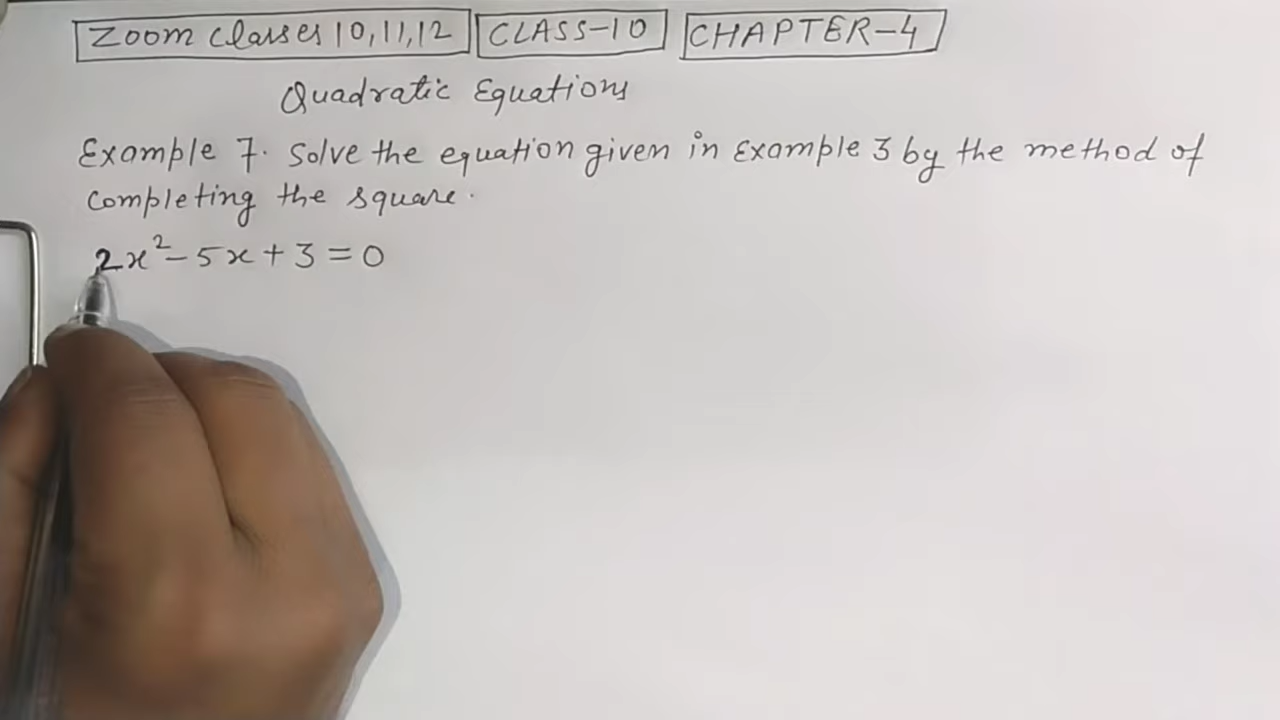 Zoom classes 10,11,12 CLASS-10 CHAPTER-4
Quadratic Equations
Example 7. Solve the equation given in Example 3 by the method of
completing the square.
2x² - 5x + 3 = 0